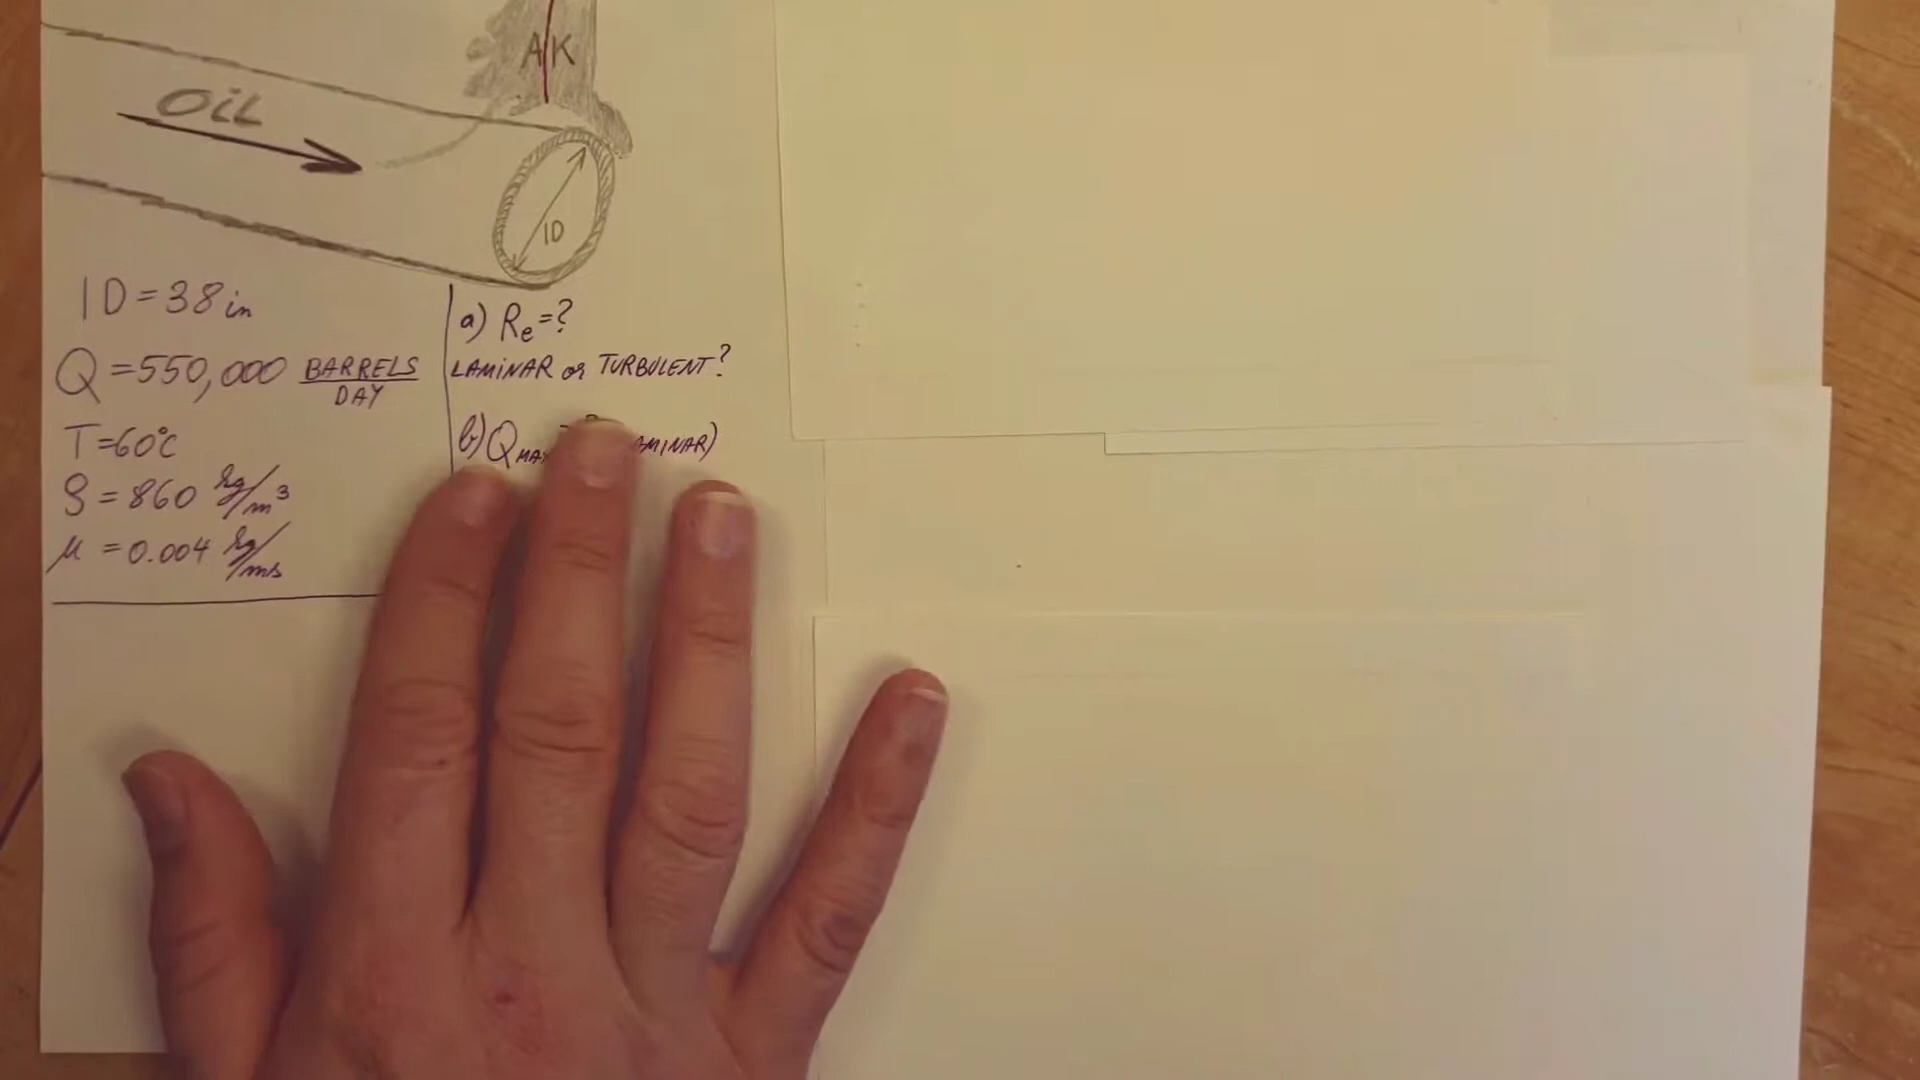 AK
OIL
ID
ID = 38 in
Q = 550,000 BARRELS/DAY
T = 60°C
ρ = 860 kg/m³
μ = 0.004 kg/ms
a) Re = ?
LAMINAR or TURBULENT?
b) Q